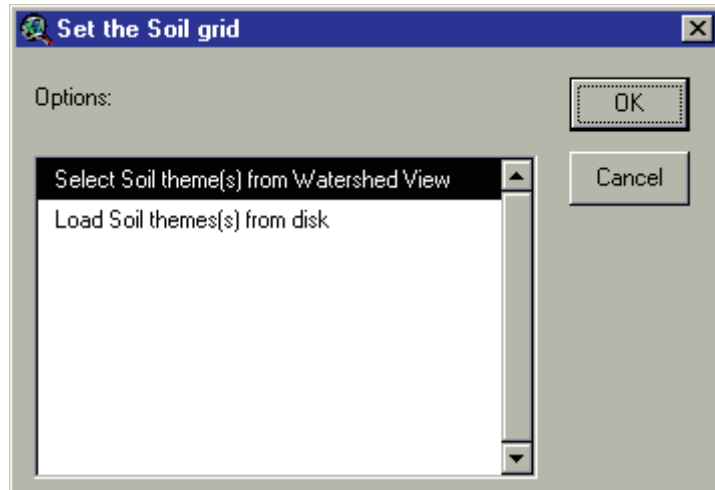 Set the Soil grid
Options:
OK
Select Soil theme(s) from Watershed View
Cancel
Load Soil themes(s) from disk